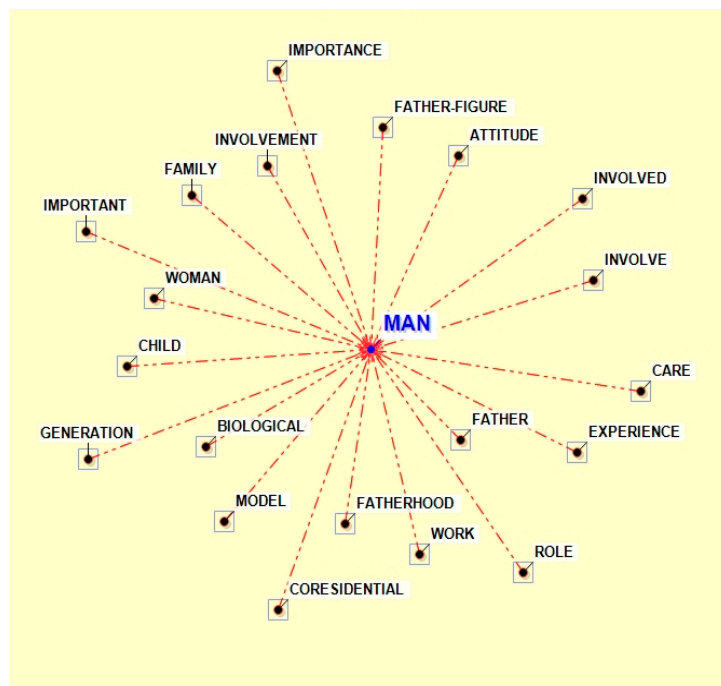 IMPORTANCE
FATHER-FIGURE
INVOLVEMENT
ATTITUDE
FAMILY
INVOLVED
IMPORTANT
INVOLVE
WOMAN
MAN
CHILD
CARE
BIOLOGICAL
FATHER
GENERATION
EXPERIENCE
MODEL
FATHERHOOD
WORK
ROLE
CORESIDENTIAL